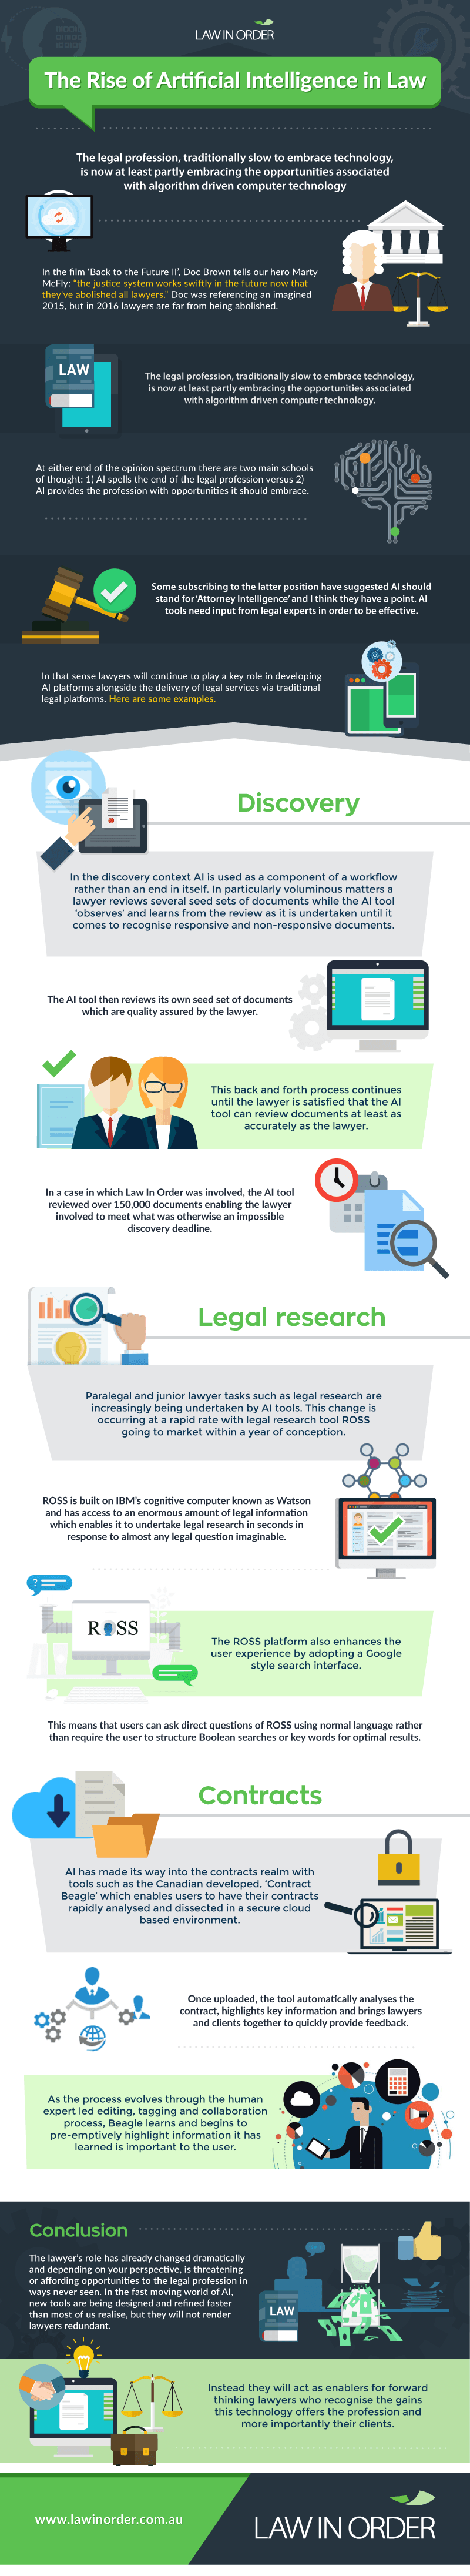 LAW IN ORDER
The Rise of Artificial Intelligence in Law
The legal profession, traditionally slow to embrace technology,
is now at least partly embracing the opportunities associated
with algorithm driven computer technology
In the film 'Back to the Future II', Doc Brown tells our hero Marty
McFly: "the justice system works swiftly in the future now that
they've abolished all lawyers." Doc was referencing an imagined
2015, but in 2016 lawyers are far from being abolished.
LAW
The legal profession, traditionally slow to embrace technology,
is now at least partly embracing the opportunities associated
with algorithm driven computer technology.
At either end of the opinion spectrum there are two main schools
of thought: 1) AI spells the end of the legal profession versus 2)
AI provides the profession with opportunities it should embrace.
Some subscribing to the latter position have suggested AI should
stand for 'Attorney Intelligence' and I think they have a point. AI
tools need input from legal experts in order to be effective.
In that sense lawyers will continue to play a key role in developing
AI platforms alongside the delivery of legal services via traditional
legal platforms. Here are some examples.
Discovery
In the discovery context AI is used as a component of a workflow
rather than an end in itself. In particularly voluminous matters a
lawyer reviews several seed sets of documents while the AI tool
'observes' and learns from the review as it is undertaken until it
comes to recognise responsive and non-responsive documents.
The AI tool then reviews its own seed set of documents
which are quality assured by the lawyer.
This back and forth process continues
until the lawyer is satisfied that the AI
tool can review documents at least as
accurately as the lawyer.
In a case in which Law In Order was involved, the AI tool
reviewed over 150,000 documents enabling the lawyer
involved to meet what was otherwise an impossible
discovery deadline.
Legal research
Paralegal and junior lawyer tasks such as legal research are
increasingly being undertaken by AI tools. This change is
occurring at a rapid rate with legal research tool ROSS
going to market within a year of conception.
ROSS is built on IBM's cognitive computer known as Watson
and has access to an enormous amount of legal information
which enables it to undertake legal research in seconds in
response to almost any legal question imaginable.
?
ROSS
The ROSS platform also enhances the
user experience by adopting a Google
style search interface.
This means that users can ask direct questions of ROSS using normal language rather
than require the user to structure Boolean searches or key words for optimal results.
Contracts
AI has made its way into the contracts realm with
tools such as the Canadian developed, 'Contract
Beagle' which enables users to have their contracts
rapidly analysed and dissected in a secure cloud
based environment.
Once uploaded, the tool automatically analyses the
contract, highlights key information and brings lawyers
and clients together to quickly provide feedback.
As the process evolves through the human
expert led editing, tagging and collaboration
process, Beagle learns and begins to
pre-emptively highlight information it has
learned is important to the user.
Conclusion
The lawyer's role has already changed dramatically
and depending on your perspective, is threatening
or affording opportunities to the legal profession in
ways never seen. In the fast moving world of AI,
new tools are being designed and refined faster
than most of us realise, but they will not render
lawyers redundant.
LAW
Instead they will act as enablers for forward
thinking lawyers who recognise the gains
this technology offers the profession and
more importantly their clients.
www.lawinorder.com.au
LAW IN ORDER